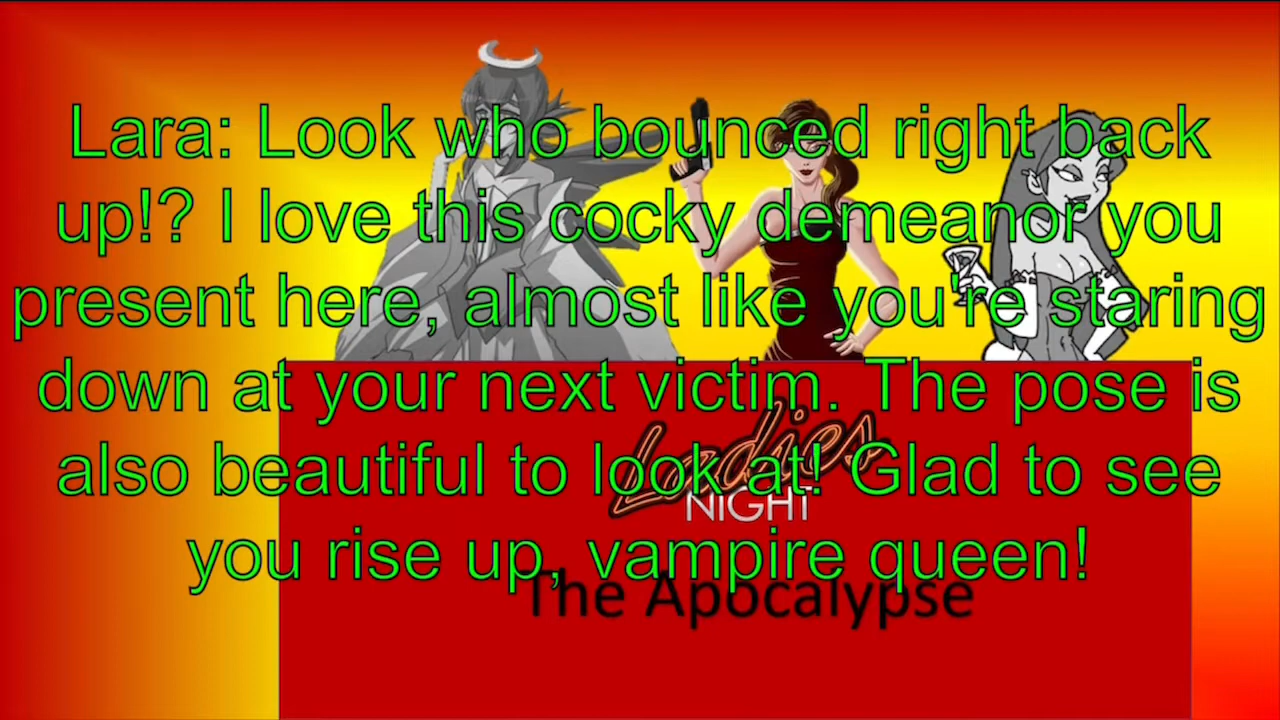 Lara: Look who bounced right back
up!? I love this cocky demeanor you
present here, almost like you're staring
down at your next victim. The pose is
also beautiful to look at! Glad to see
you rise up, vampire queen!
Ladies
NIGHT
The Apocalypse